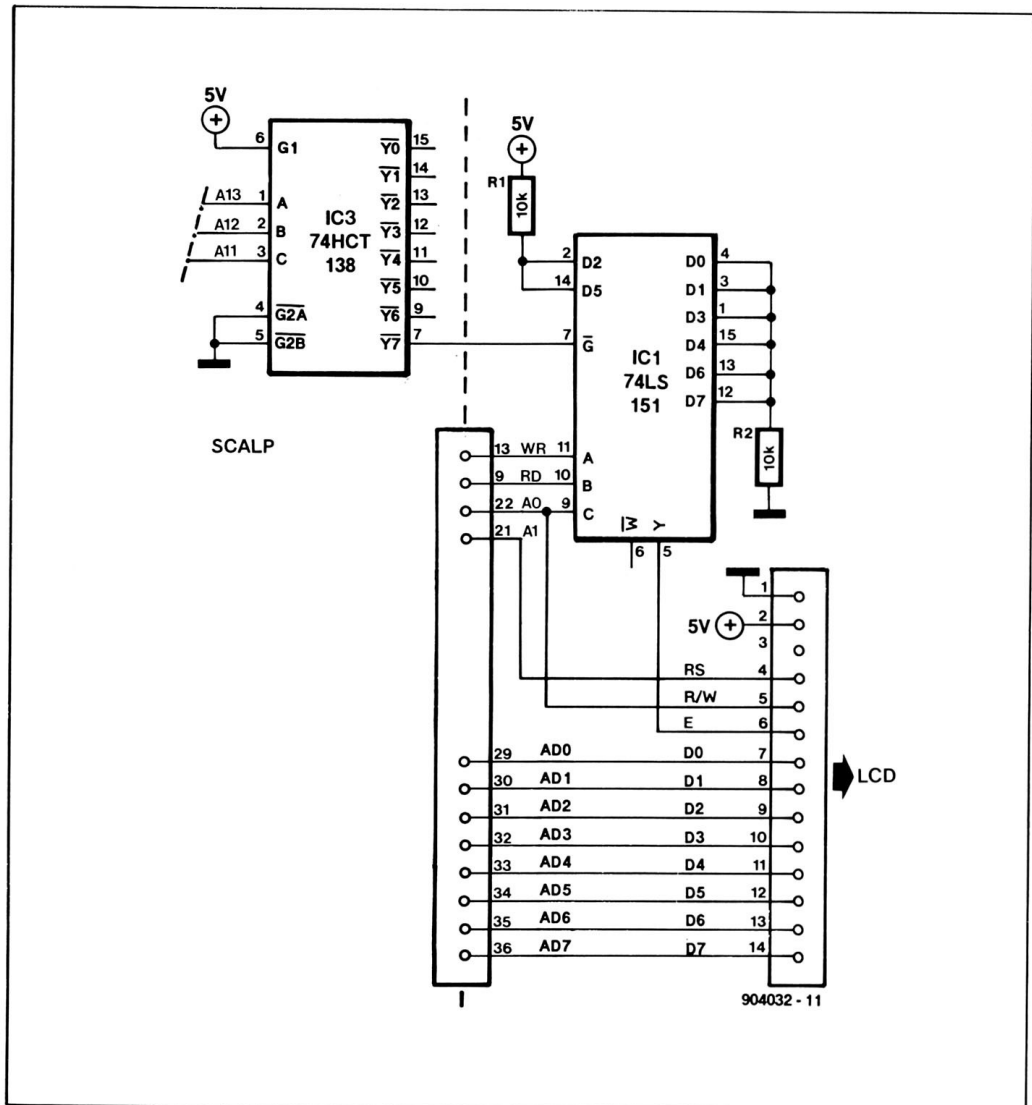 5V
6 G1
A13 1 A
A12 2 B
A11 3 C
4 G2A
5 G2B
IC3
74HCT
138
Y0 15
Y1 14
Y2 13
Y3 12
Y4 11
Y5 10
Y6 9
Y7 7
SCALP
5V
R1
10k
2 D2
14 D5
7 G
IC1
74LS
151
D0 4
D1 3
D3 1
D4 15
D6 13
D7 12
R2
10k
13 WR 11 A
9 RD 10 B
22 A0 9 C
21 A1
W Y
6 5
1
5V 2
3
RS 4
R/W 5
E 6
29 AD0 D0 7
30 AD1 D1 8
31 AD2 D2 9
32 AD3 D3 10
33 AD4 D4 11
34 AD5 D5 12
35 AD6 D6 13
36 AD7 D7 14
LCD
904032 - 11